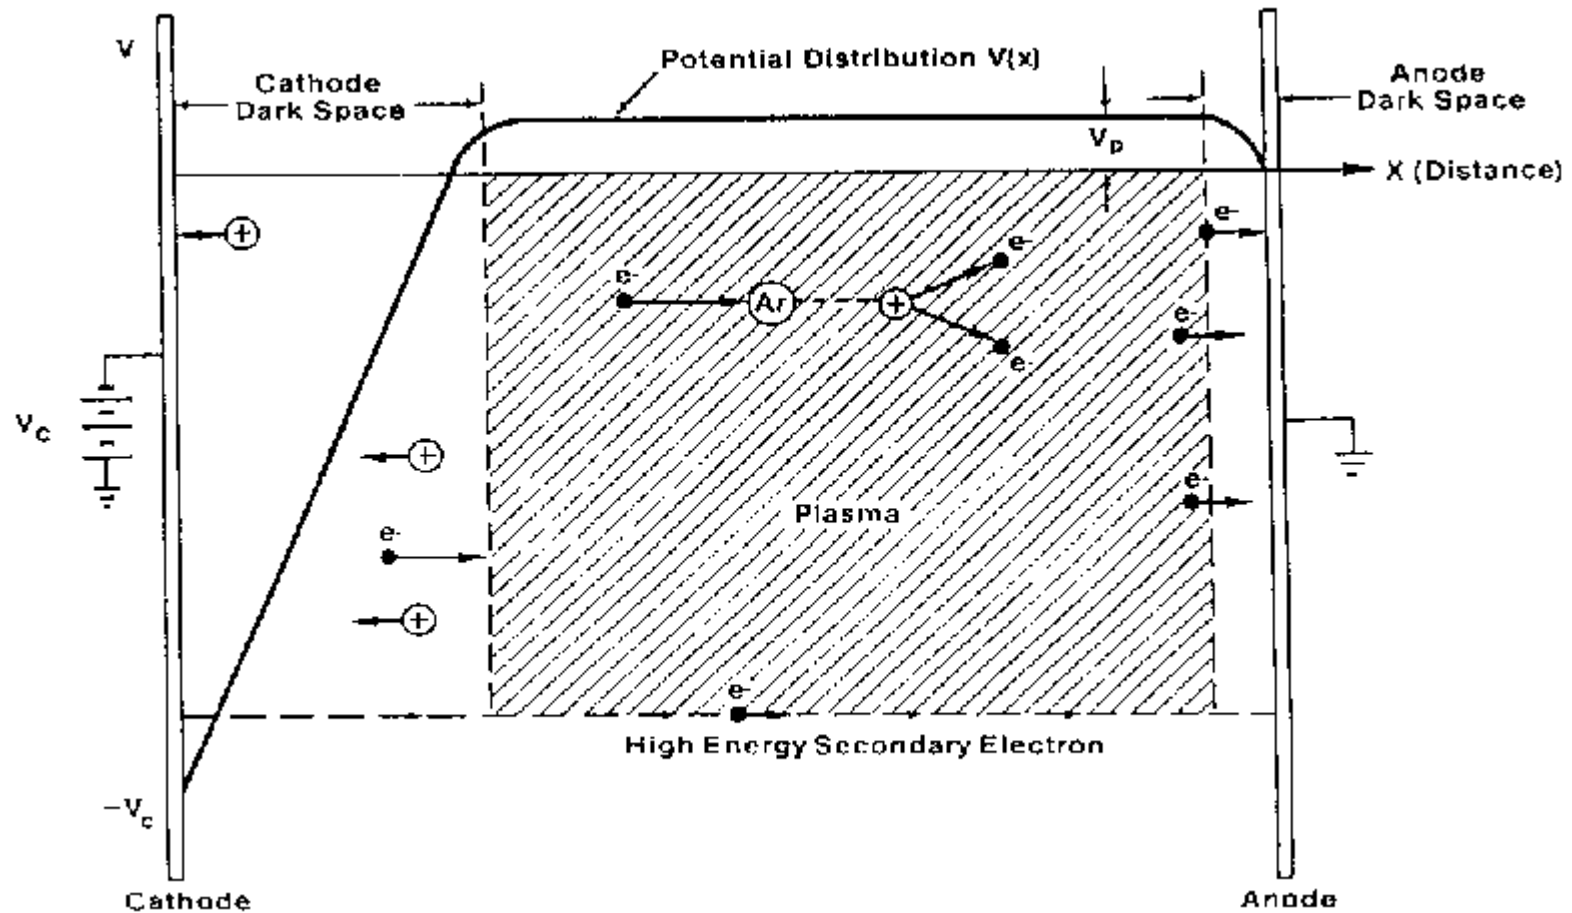 V
Potential Distribution V(x)
Cathode
Dark Space
Anode
Dark Space
Vp
X (Distance)
+
e-
e-
e-
Ar
+
e-
e-
e-
Vc
+
e-
Plasma
e-
+
e-
High Energy Secondary Electron
−Vc
Cathode
Anode